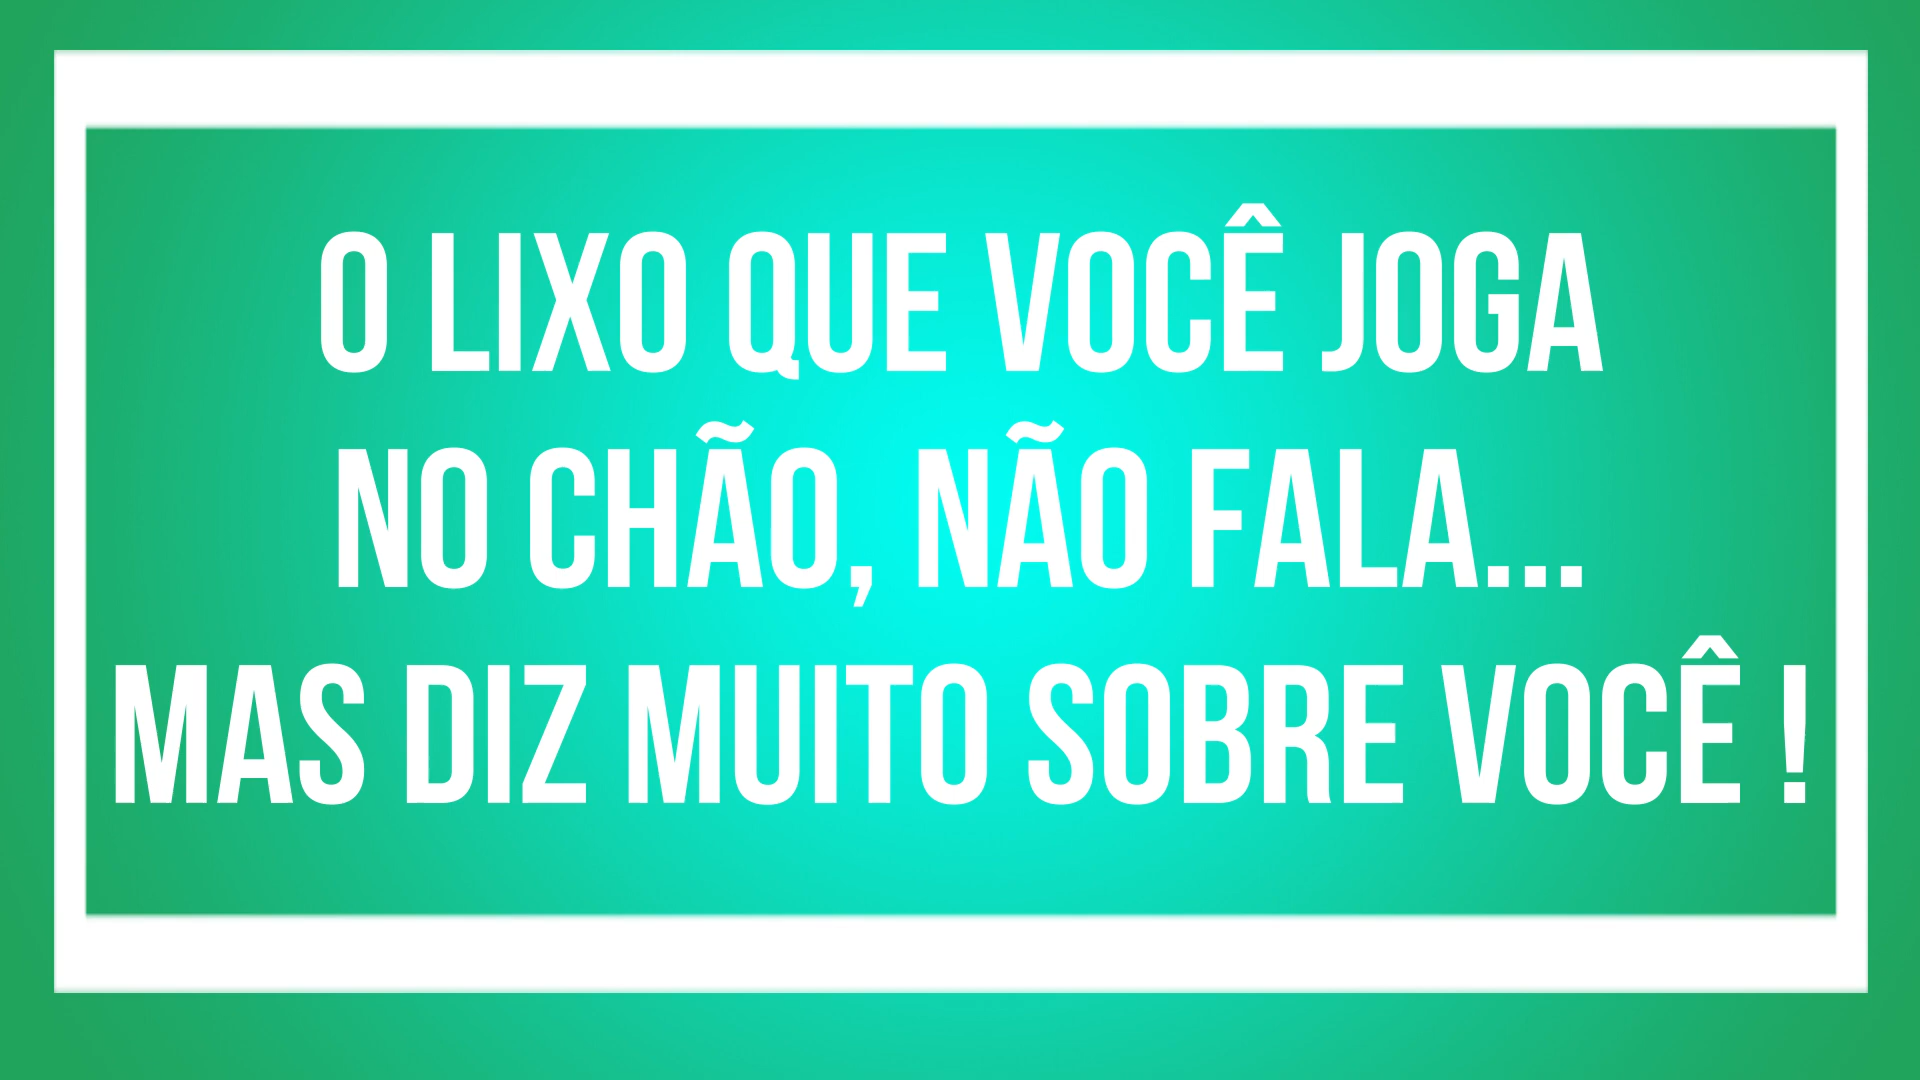 O LIXO QUE VOCÊ JOGA
NO CHÃO, NÃO FALA...
MAS DIZ MUITO SOBRE VOCÊ !